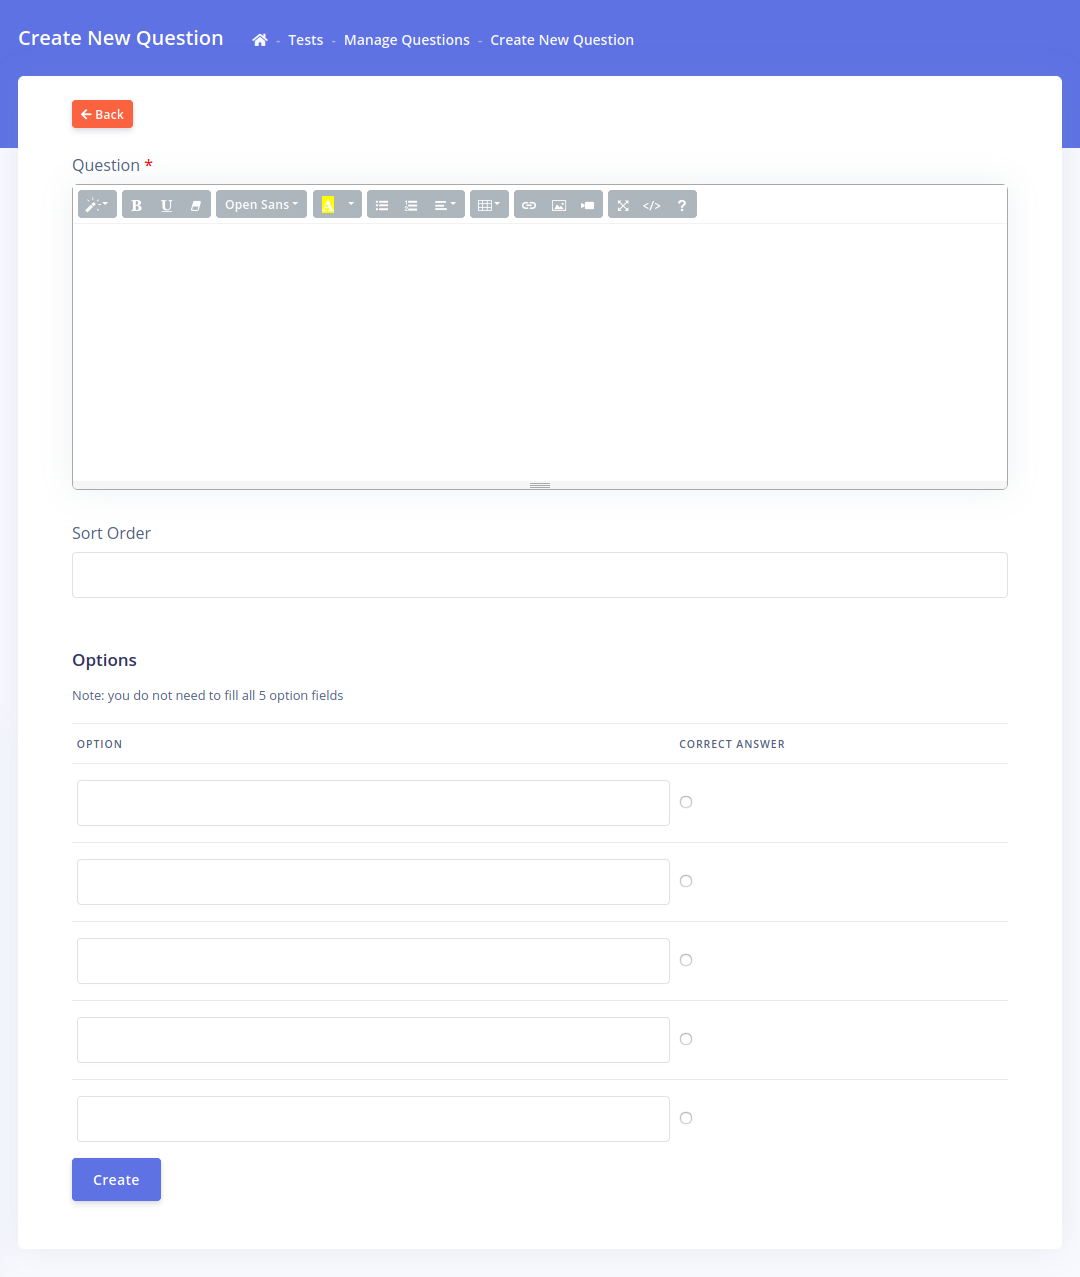 Create New Question - Tests - Manage Questions - Create New Question
Back
Question *
B U Open Sans A </> ?
Sort Order
Options
Note: you do not need to fill all 5 option fields
OPTION CORRECT ANSWER
Create